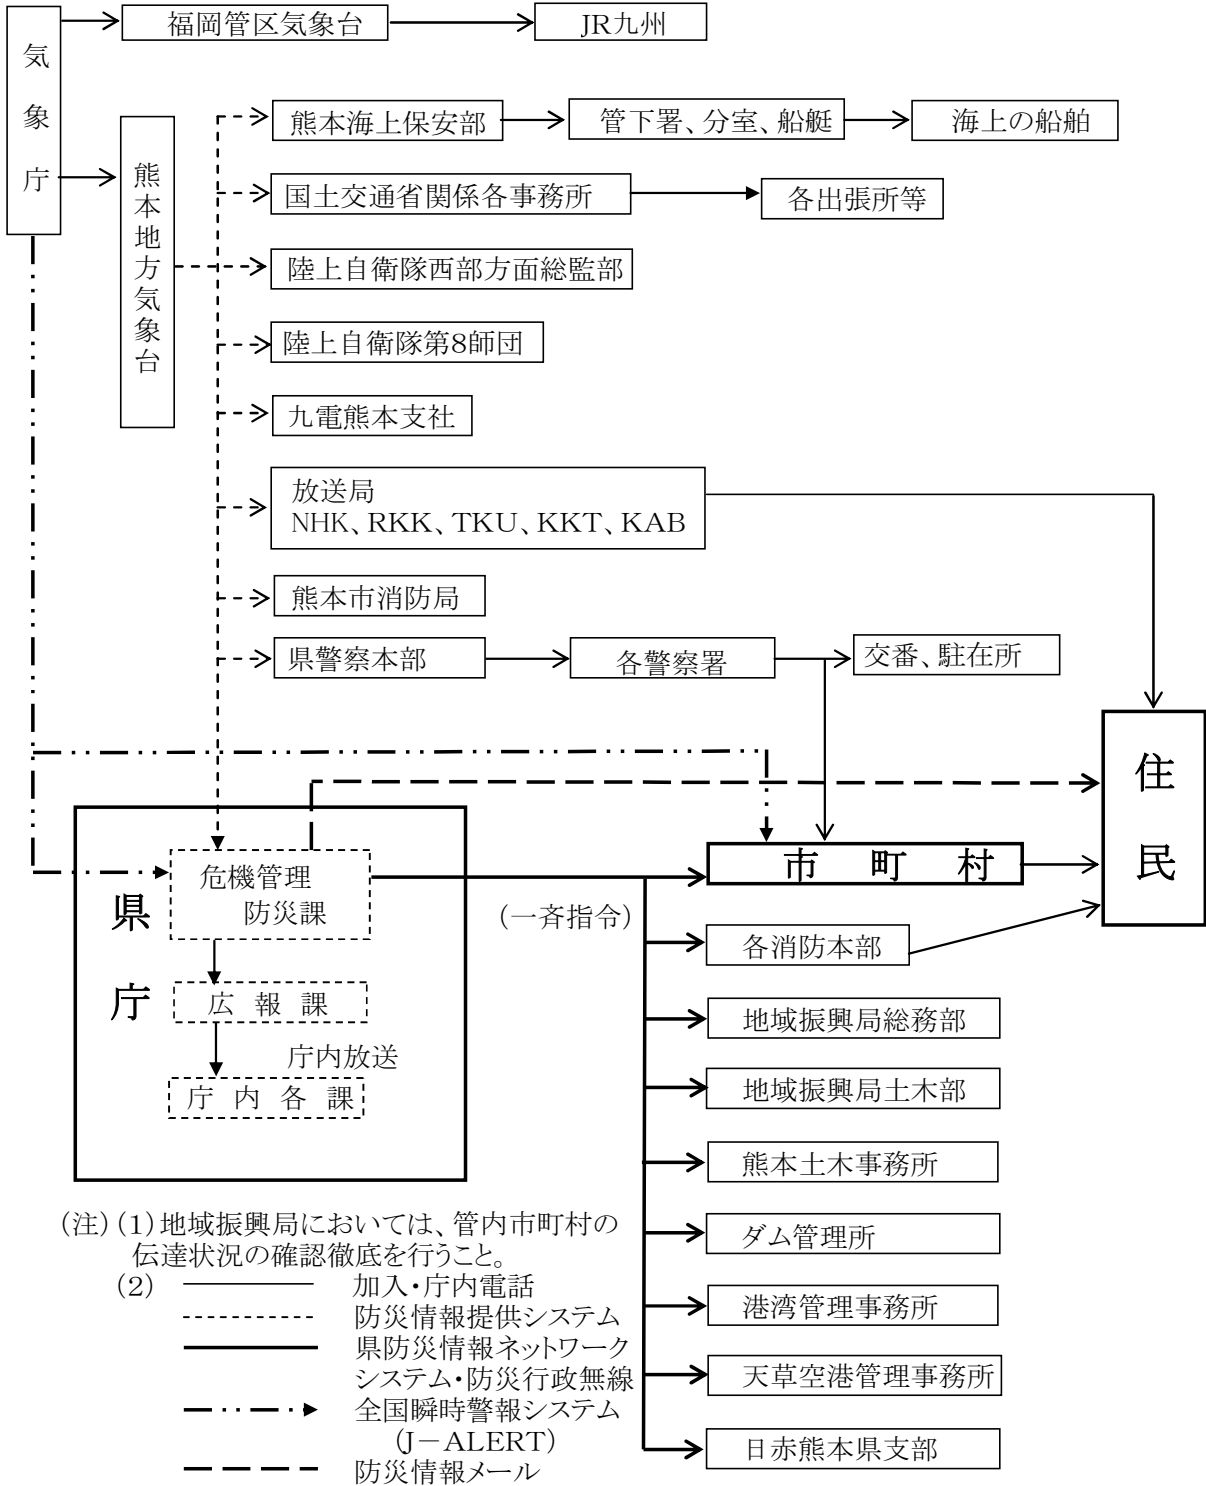 気象庁
福岡管区気象台
JR九州
熊本地方気象台
熊本海上保安部
管下署、分室、船艇
海上の船舶
国土交通省関係各事務所
各出張所等
陸上自衛隊西部方面総監部
陸上自衛隊第8師団
九電熊本支社
放送局
NHK、RKK、TKU、KKT、KAB
熊本市消防局
県警察本部
各警察署
交番、駐在所
住民
県庁
危機管理
防災課
広報課
庁内放送
庁内各課
(一斉指令)
市町村
各消防本部
地域振興局総務部
地域振興局土木部
熊本土木事務所
ダム管理所
港湾管理事務所
天草空港管理事務所
日赤熊本県支部
(注)(1)地域振興局においては、管内市町村の
伝達状況の確認徹底を行うこと。
(2)
加入・庁内電話
防災情報提供システム
県防災情報ネットワーク
システム・防災行政無線
全国瞬時警報システム
(J-ALERT)
防災情報メール